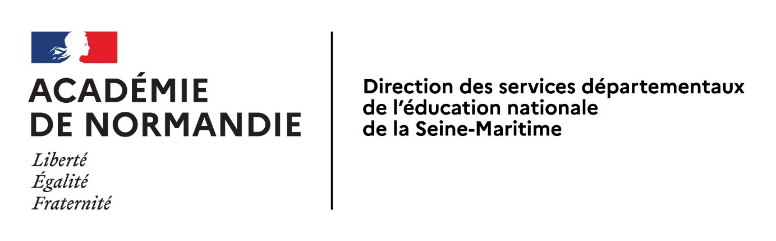 ACADÉMIE
DE NORMANDIE
Liberté
Égalité
Fraternité
Direction des services départementaux
de l'éducation nationale
de la Seine-Maritime